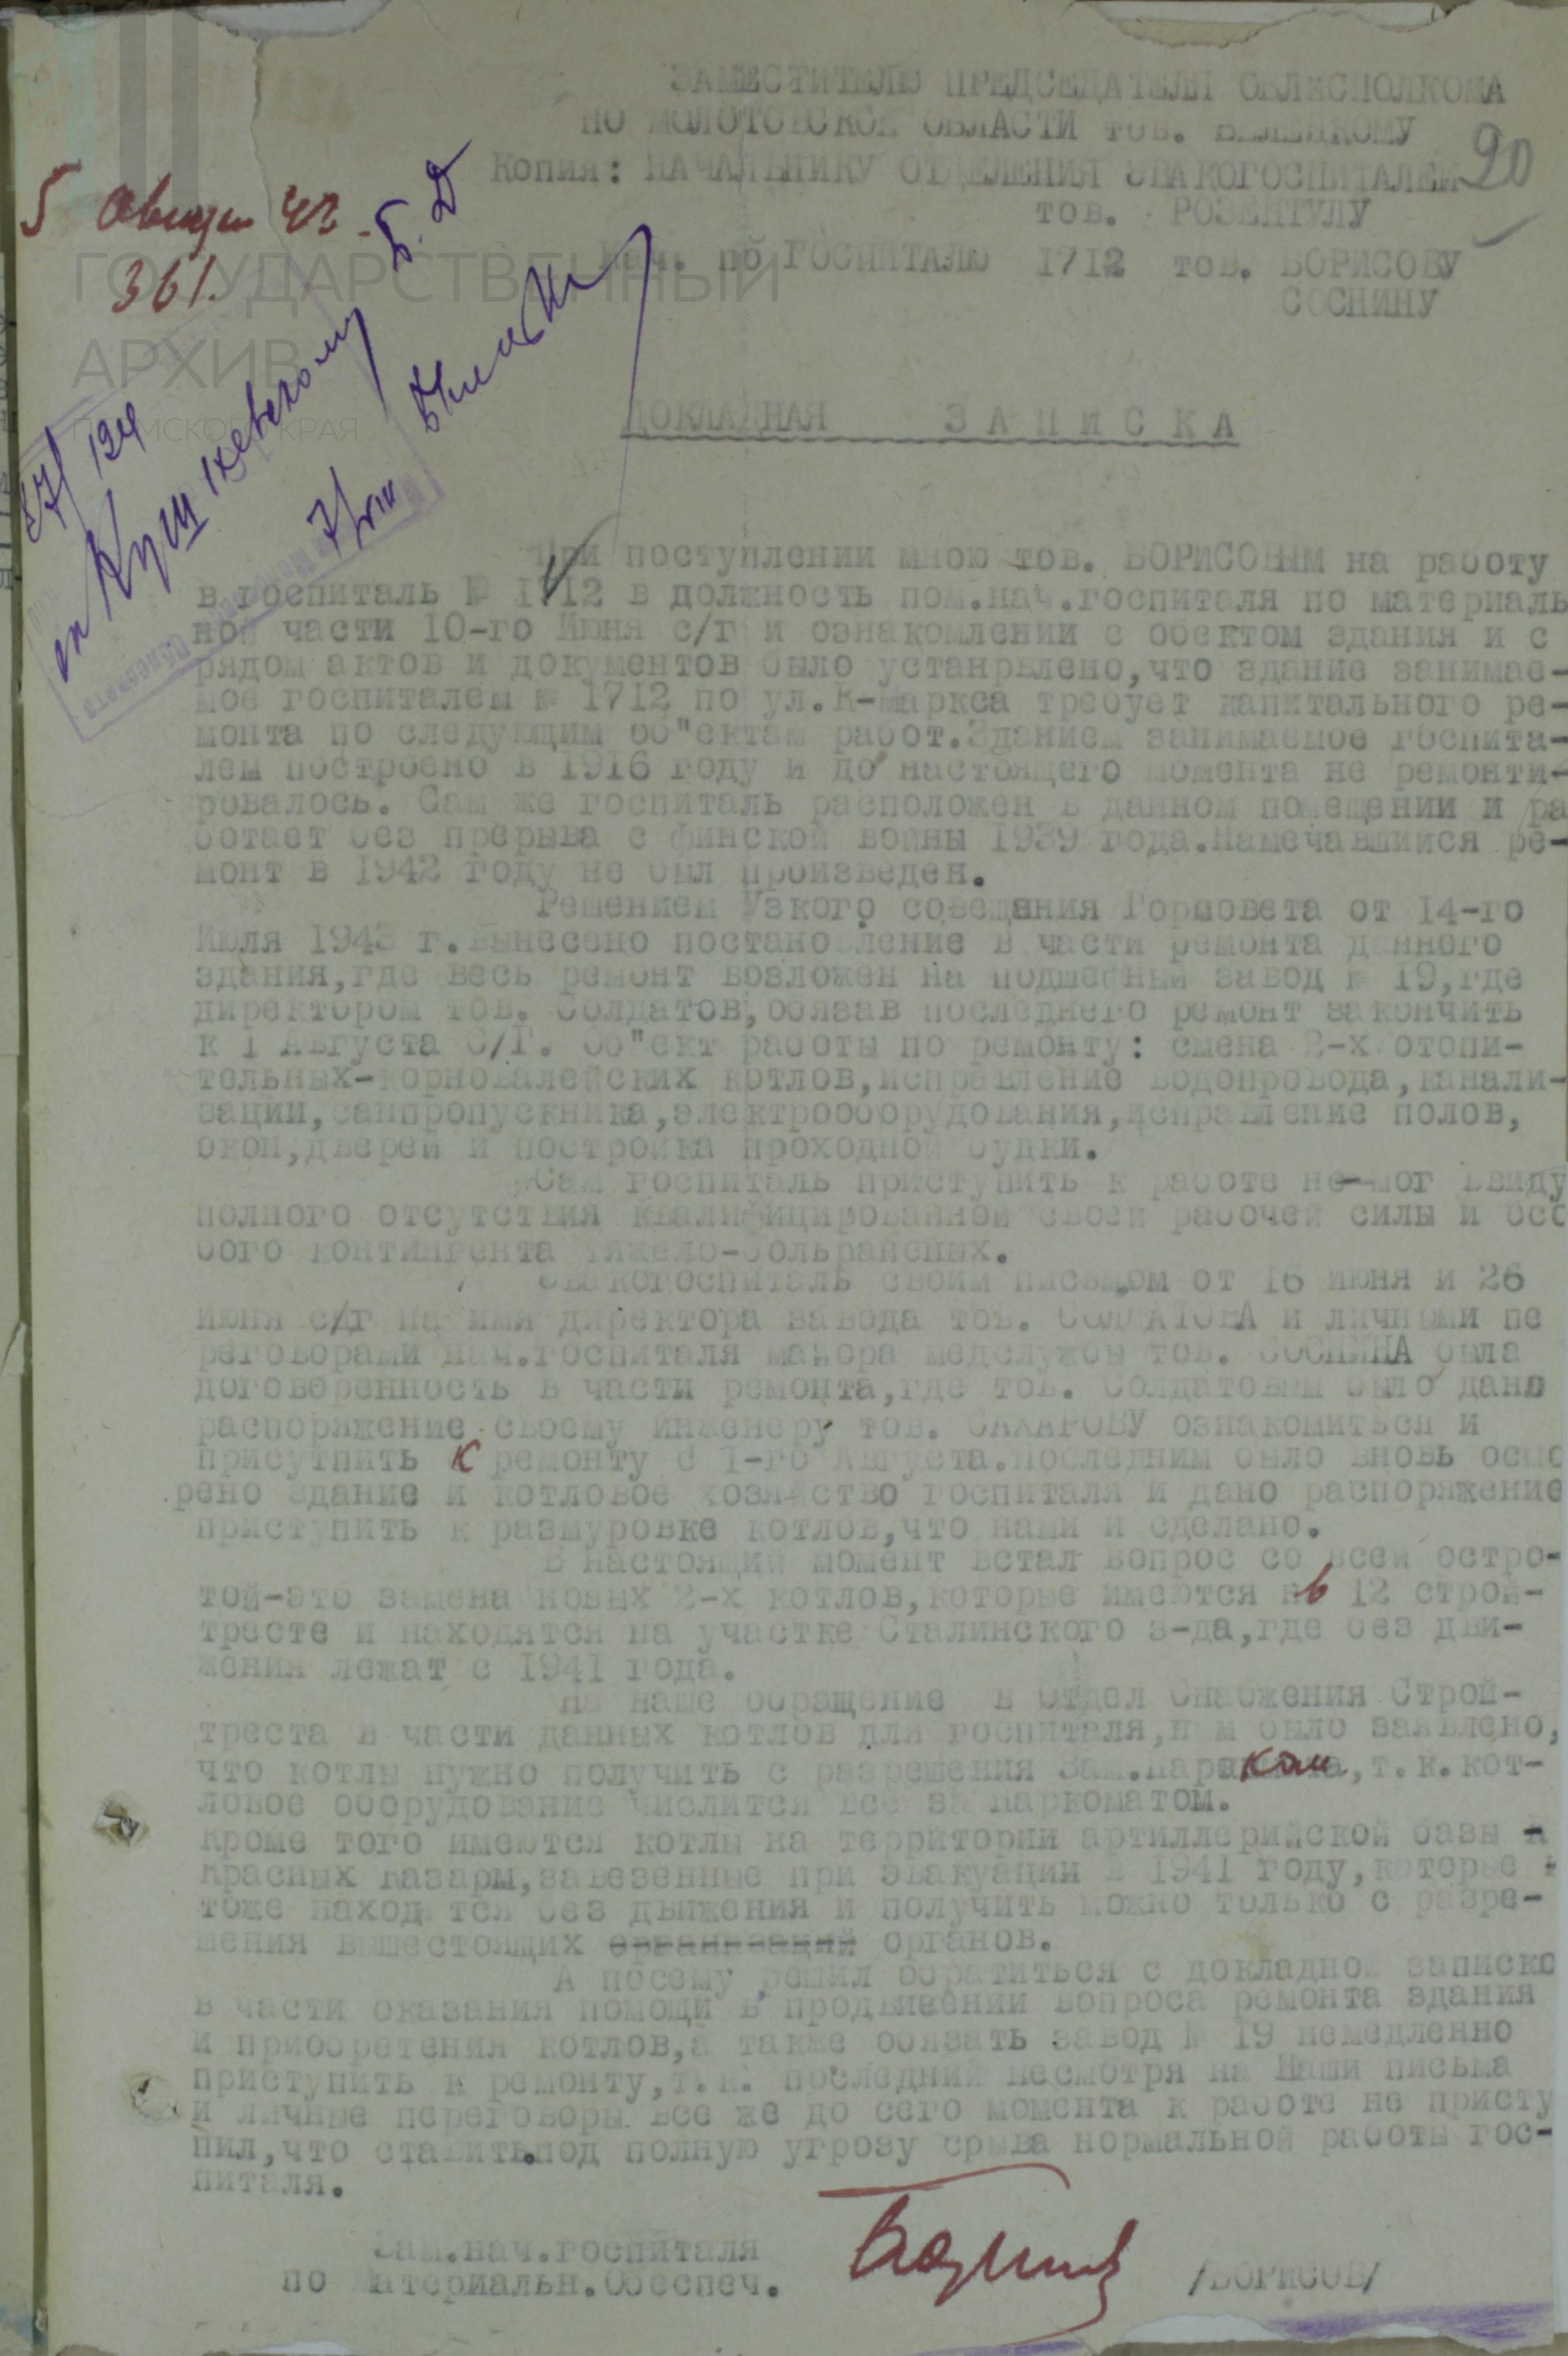 ЗАМЕСТИТЕЛЮ ПРЕДСЕДАТЕЛЯ ОБЛИСПОЛКОМА
ПО МОЛОТОВСКОЙ ОБЛАСТИ тов. БЕЛЕЦКОМУ
90
Копия: НАЧАЛЬНИКУ ОТДЕЛЕНИЯ ЭВАКОГОСПИТАЛЕЙ
тов. РОЗЕНТУЛУ
Нач. по ГОСПИТАЛЮ 1712 тов. БОРИСОВУ
СОСНИНУ
5 август 43
361.
ГОСУДАРСТВЕННЫЙ
АРХИВ
ПЕРМСКОГО КРАЯ
ДОКЛАДНАЯ ЗАПИСКА
При поступлении мною тов. БОРИСОВЫМ на работу
в госпиталь № 1712 в должность пом.нач.госпиталя по материаль
ной части 10-го Июня с/г и ознакомлении с обектом здания и с
рядом актов и документов было устанрвлено,что здание занимае-
мое госпиталем № 1712 по ул.К-Маркса требует капитального ре-
монта по следующим об"ектам работ.Зданием занимаемое госпита-
лем построено в 1916 году и до настоящего момента не ремонти-
ровалось. Сам же госпиталь расположен в данном помещении и ра
ботает без прерыва с финской войны 1939 года.Намечавшийся ре-
монт в 1942 году не был произведен.
Решением Узкого совещания Горсовета от 14-го
Июля 1943 г. вынесено постановление в части ремонта данного
здания,где весь ремонт возложен на подшефный завод № 19,где
директором тов. Солдатов,обязав последнего ремонт закончить
к 1 Августа С/Г. Об"ект работы по ремонту: смена 2-х отопи-
тельных-корновалейских котлов,исправление водопровода,канали-
зации,санпропускника,электрооборудования,исправление полов,
окон,дверей и постройка проходной будки.
Сам госпиталь приступить к работе не-мог ввиду
полного отсутствия квалифицированной своей рабочей силы и осо
бого контингента тяжело-больраненых.
Эвакогоспиталь своим письмом от 16 июня и 26
июня с/г на имя директора завода тов. СОЛДАТОВА и личными пе
реговорами нач.госпиталя майора медслужбы тов. СОСНИНА была
договоренность в части ремонта,где тов. Солдатовым было дано
распоряжение своему инженеру тов. САХАРОВУ ознакомиться и
присутпить к ремонту с 1-го Августа.Последним было вновь осмо
рено здание и котловое хозяйство госпиталя и дано распоряжение
приступить к размуровке котлов,что нами и сделано.
В настоящий момент встал вопрос со всей остро-
той-это замена новых 2-х котлов,которые имеются в 12 строй-
тресте и находятся на участке Сталинского з-да,где без дви-
жения лежат с 1941 года.
На наше обращение в Отдел Снабжения Строй-
треста в части данных котлов для госпиталя,нам было заявлено,
что котлы нужно получить с разрешения Зам.наркома,т.к.кот-
ловое оборудование числится все за Наркоматом.
Кроме того имеются котлы на территории артиллерийской базы
Красных Казарм,завезенные при эвакуации в 1941 году,которые
тоже находится без движения и получить можно только с разре-
шения вышестоящих организаций органов.
А посему решил обратиться с докладной записко
в части оказания помощи в продвижении вопроса ремонта здания
и приобретения котлов,а также обязать завод № 19 немедленно
приступить к ремонту,т.к. последний несмотря на Наши письма
и личные переговоры все же до сего момента к работе не присту
пил,что ставить.под полную угрозу срыва нормальной работы гос-
питаля.
Зам.нач.госпиталя
по Материальн.Обеспеч.
/БОРИСОВ/